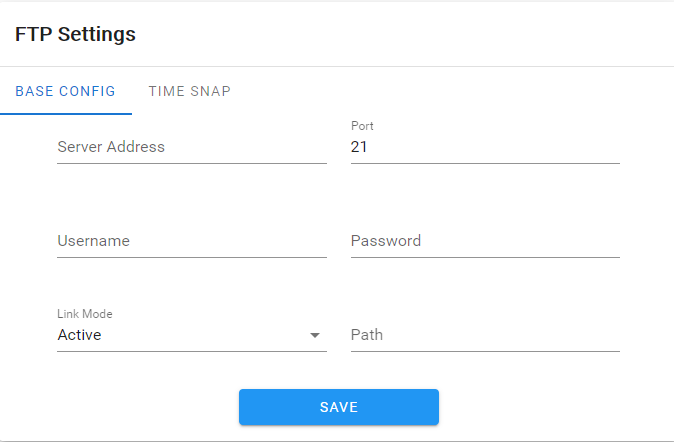 FTP Settings
BASE CONFIG TIME SNAP
Server Address
Port
21
Username
Password
Link Mode
Active
Path
SAVE